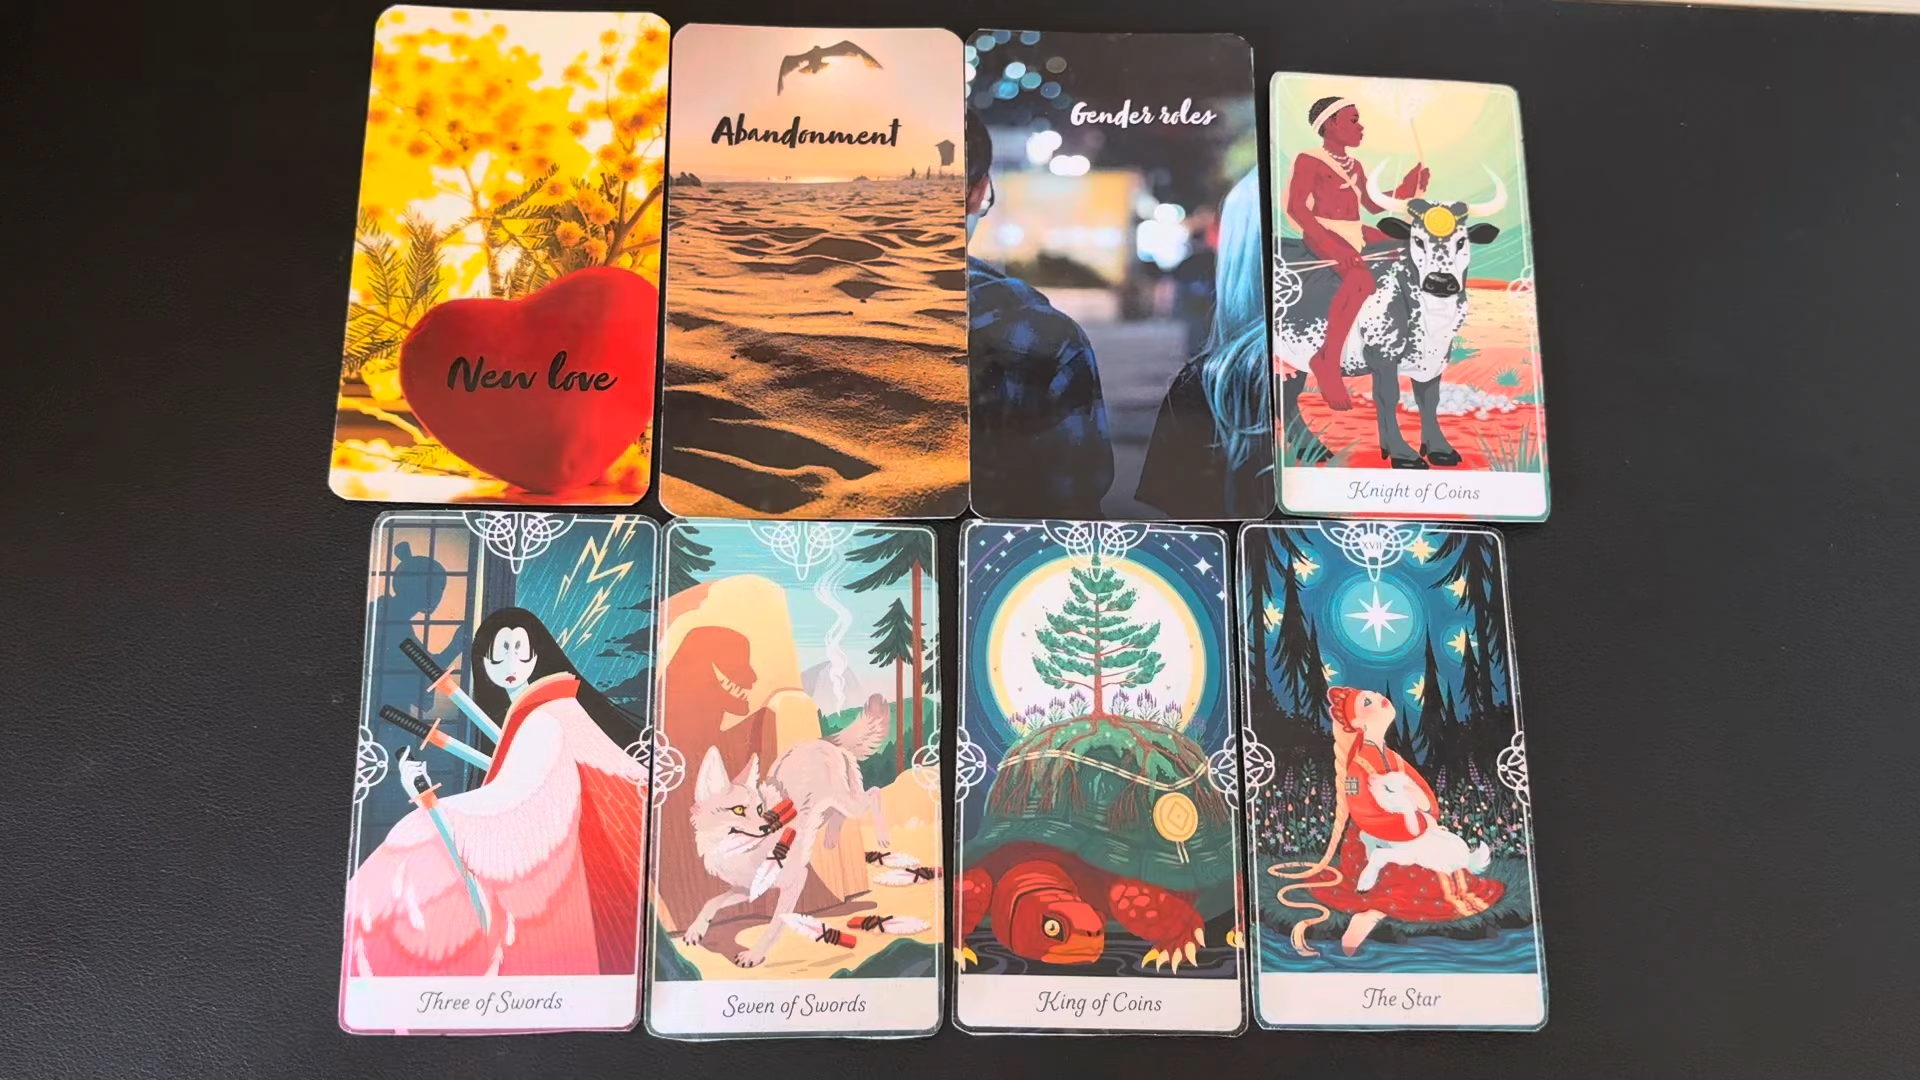 New love
Abandonment
Gender roles
Knight of Coins
Three of Swords
Seven of Swords
King of Coins
XVII
The Star